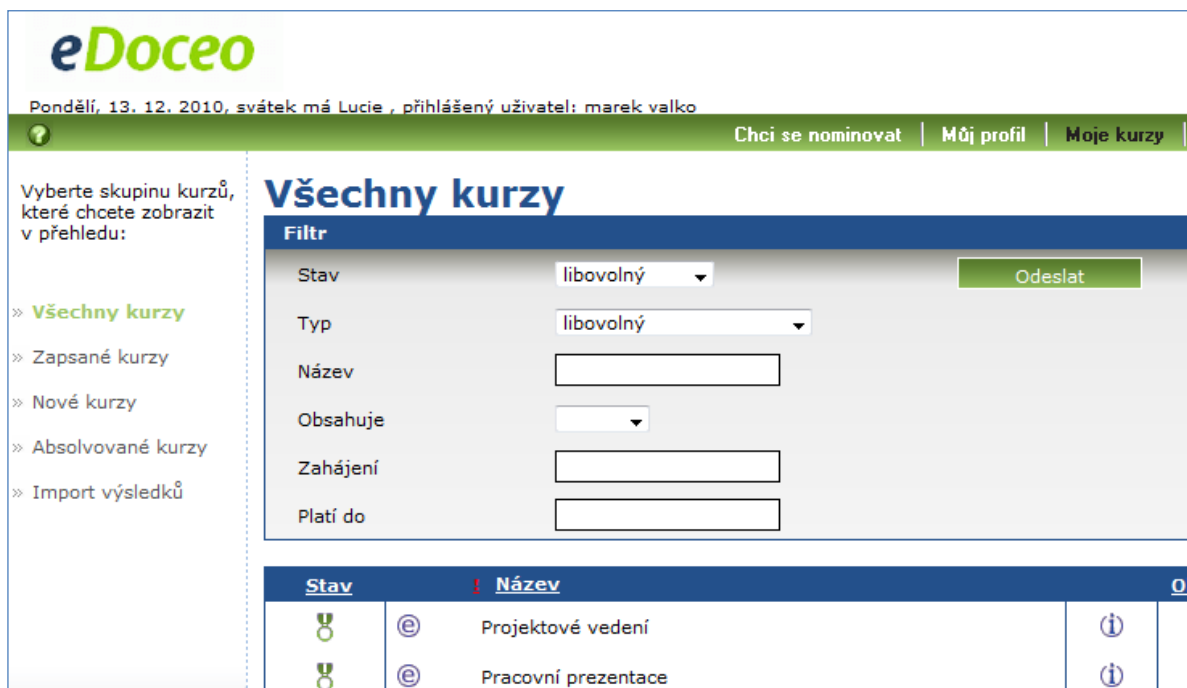 eDoceo
Pondělí, 13. 12. 2010, svátek má Lucie , přihlášený uživatel: marek valko
Chci se nominovat | Můj profil | Moje kurzy |
Vyberte skupinu kurzů,
které chcete zobrazit
v přehledu:
» Všechny kurzy
» Zapsané kurzy
» Nové kurzy
» Absolvované kurzy
» Import výsledků
Všechny kurzy
Filtr
Stav libovolný Odeslat
Typ libovolný
Název
Obsahuje
Zahájení
Platí do
Stav ! Název O
Projektové vedení
Pracovní prezentace